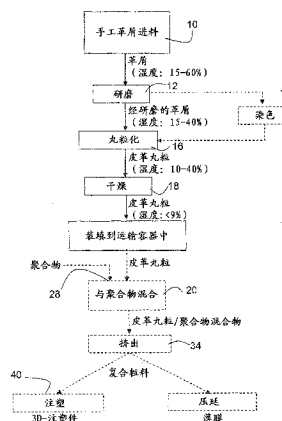 手工革屑进料
10
革屑
(湿度: 15-60%)
研磨
12
经研磨的革屑
(湿度: 15-40%)
染色
丸粒化
16
皮革丸粒
(湿度: 10-40%)
干燥
18
皮革丸粒
(湿度:<9%)
装填到运输容器中
聚合物
皮革丸粒
28
与聚合物混合
20
皮革丸粒/聚合物混合物
挤出
34
复合粒料
40
注塑
压延
3D-注塑件
薄膜